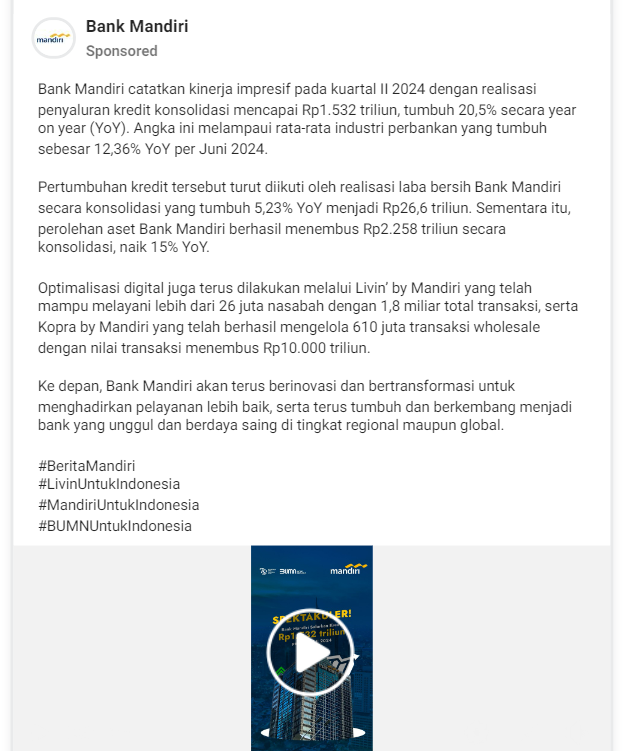 Bank Mandiri
mandiri
Sponsored
Bank Mandiri catatkan kinerja impresif pada kuartal II 2024 dengan realisasi
penyaluran kredit konsolidasi mencapai Rp1.532 triliun, tumbuh 20,5% secara year
on year (YoY). Angka ini melampaui rata-rata industri perbankan yang tumbuh
sebesar 12,36% YoY per Juni 2024.
Pertumbuhan kredit tersebut turut diikuti oleh realisasi laba bersih Bank Mandiri
secara konsolidasi yang tumbuh 5,23% YoY menjadi Rp26,6 triliun. Sementara itu,
perolehan aset Bank Mandiri berhasil menembus Rp2.258 triliun secara
konsolidasi, naik 15% YoY.
Optimalisasi digital juga terus dilakukan melalui Livin’ by Mandiri yang telah
mampu melayani lebih dari 26 juta nasabah dengan 1,8 miliar total transaksi, serta
Kopra by Mandiri yang telah berhasil mengelola 610 juta transaksi wholesale
dengan nilai transaksi menembus Rp10.000 triliun.
Ke depan, Bank Mandiri akan terus berinovasi dan bertransformasi untuk
menghadirkan pelayanan lebih baik, serta terus tumbuh dan berkembang menjadi
bank yang unggul dan berdaya saing di tingkat regional maupun global.
#BeritaMandiri
#LivinUntukIndonesia
#MandiriUntukIndonesia
#BUMNUntukIndonesia
BUMN mandiri
SPEKTAKULER!
Bank Mandiri
triliun
2024